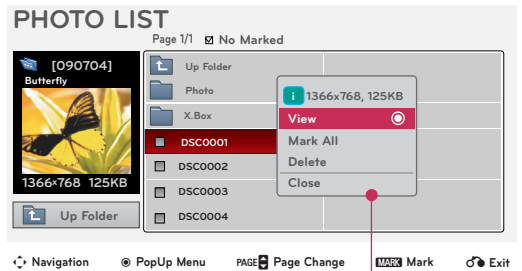 PHOTO LIST
Page 1/1 No Marked
[090704]
Butterfly
1366x768 125KB
Up Folder
Up Folder
Photo
X.Box
DSC0001
DSC0002
DSC0003
DSC0004
i 1366x768, 125KB
View
Mark All
Delete
Close
Navigation PopUp Menu PAGE Page Change MARK Mark Exit